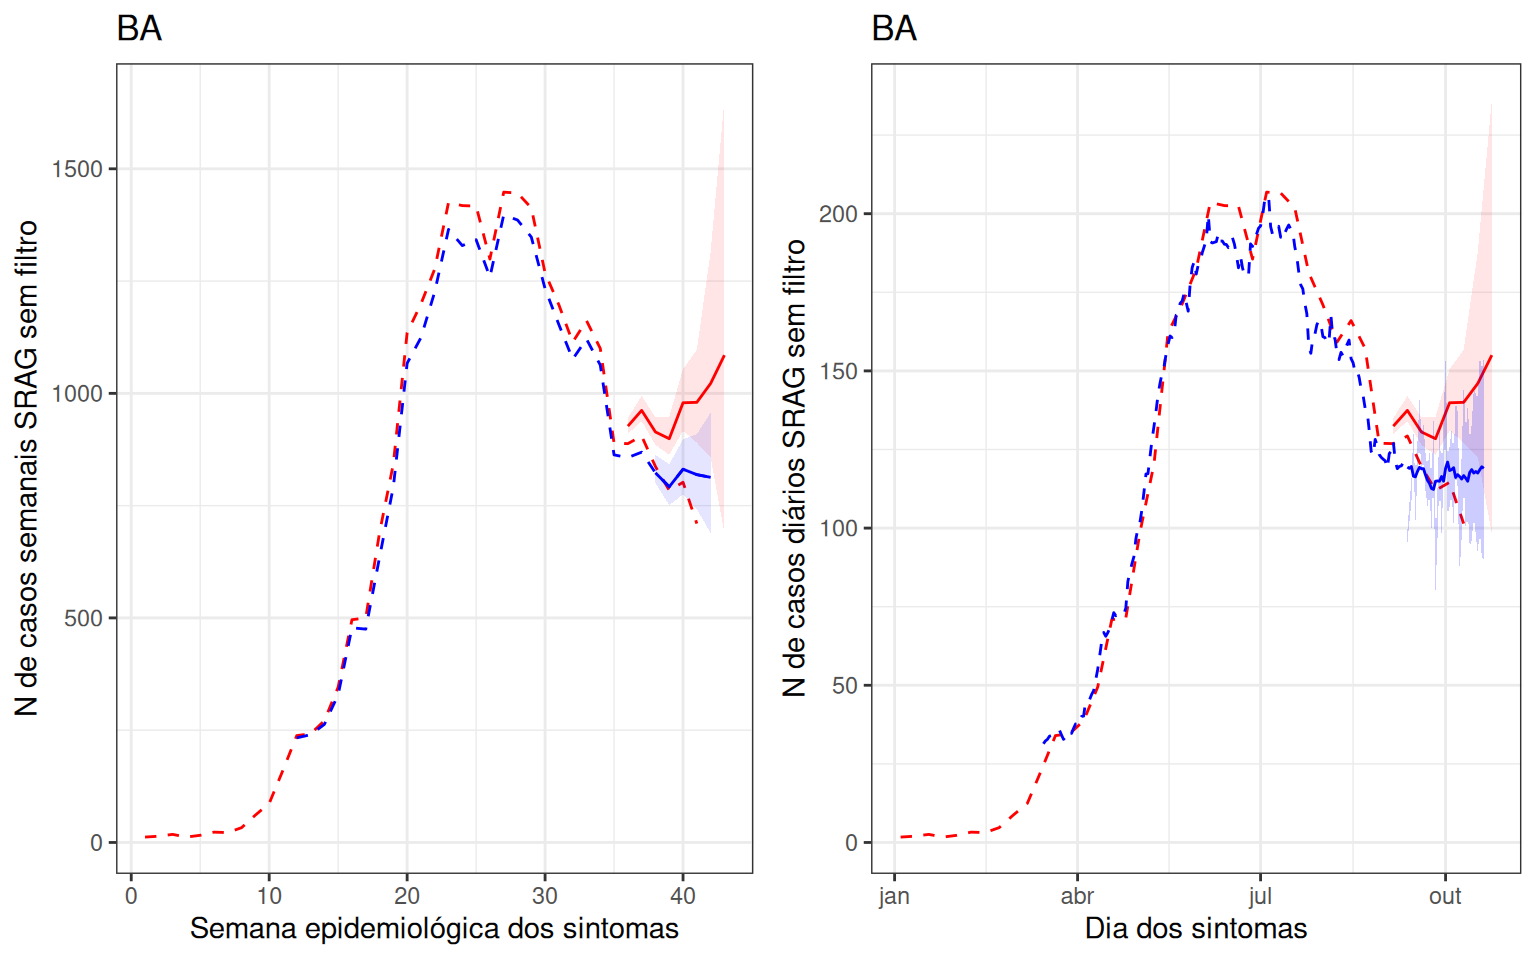 BA
N de casos semanais SRAG sem filtro
1500
1000
500
0
0 10 20 30 40
Semana epidemiológica dos sintomas
BA
N de casos diários SRAG sem filtro
200
150
100
50
0
jan abr jul out
Dia dos sintomas